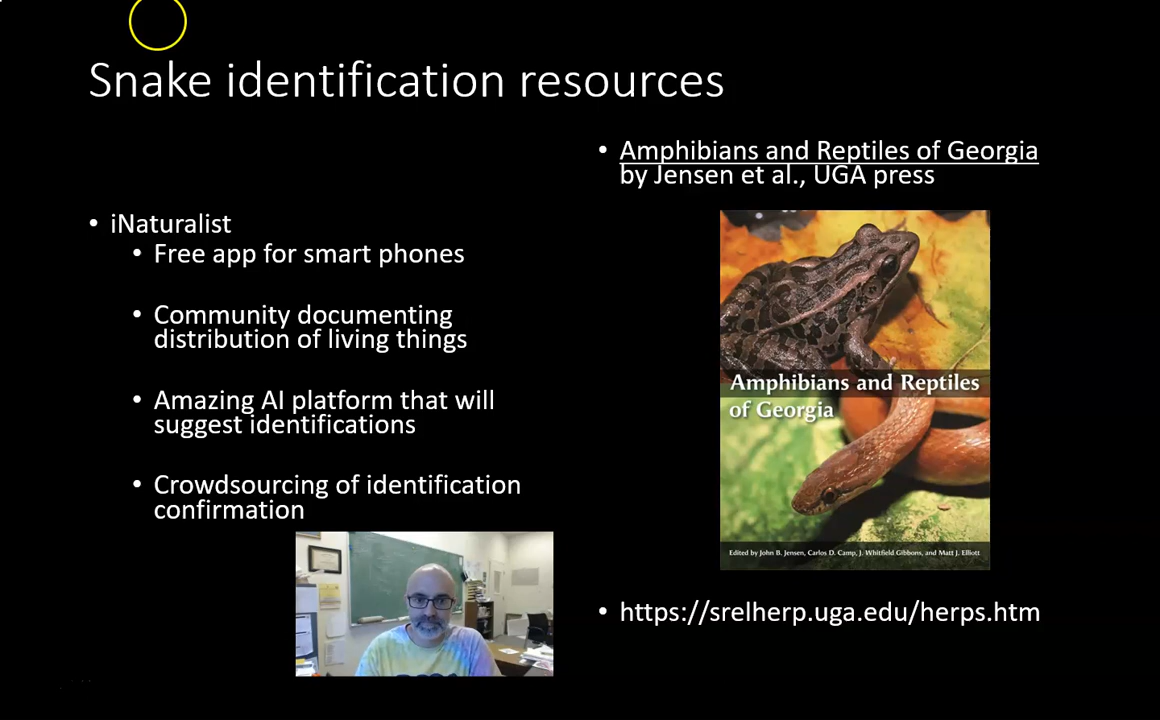 Snake identification resources
• iNaturalist
• Free app for smart phones
• Community documenting
distribution of living things
• Amazing AI platform that will
suggest identifications
• Crowdsourcing of identification
confirmation
• Amphibians and Reptiles of Georgia
by Jensen et al., UGA press
Amphibians and Reptiles
of Georgia
Edited by John B. Jensen, Carlos D. Camp, J. Whitfield Gibbons, and Matt J. Elliott
• https://srelherp.uga.edu/herps.htm